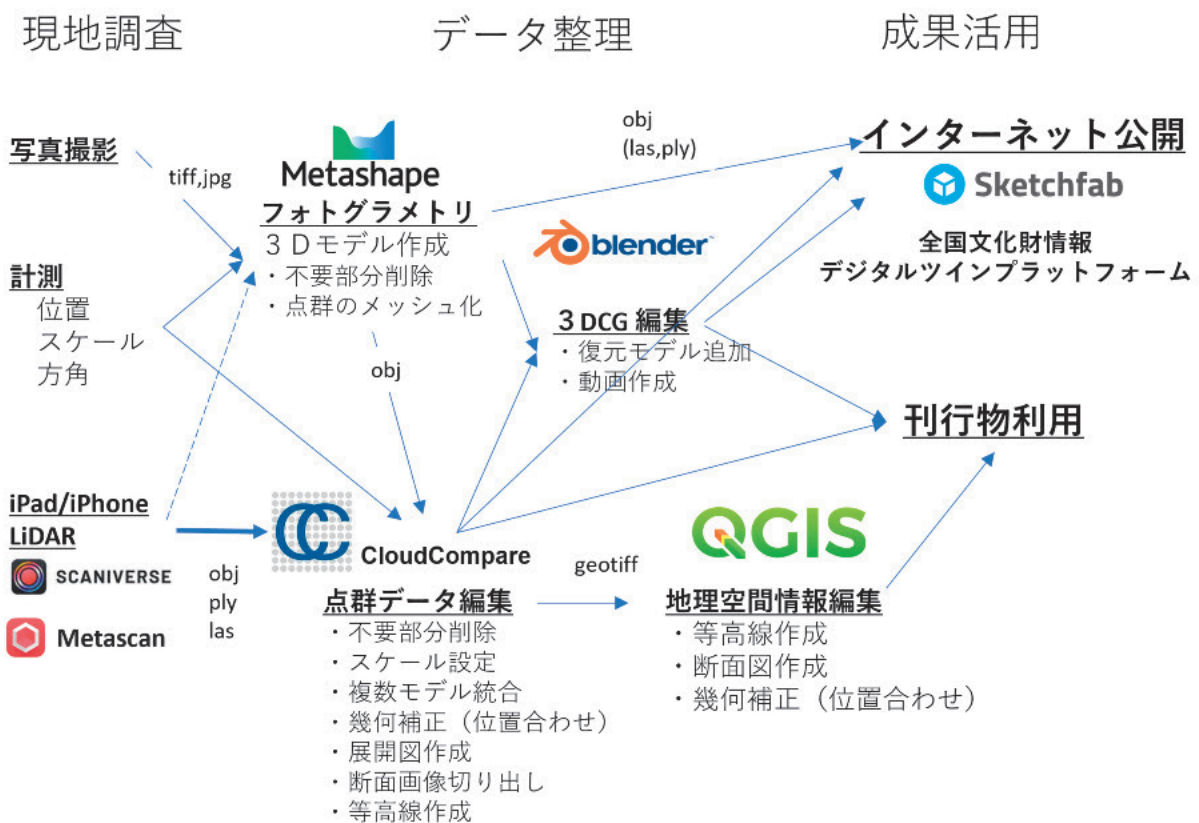 現地調査
データ整理
成果活用
写真撮影
tiff,jpg
計測
位置
スケール
方角
iPad/iPhone
LiDAR
SCANIVERSE
Metascan
obj
ply
las
Metashape
フォトグラメトリ
３Ｄモデル作成
・不要部分削除
・点群のメッシュ化
obj
obj
(las,ply)
blender
３DCG 編集
・復元モデル追加
・動画作成
CC
CloudCompare
点群データ編集
・不要部分削除
・スケール設定
・複数モデル統合
・幾何補正（位置合わせ）
・展開図作成
・断面画像切り出し
・等高線作成
geotiff
QGIS
地理空間情報編集
・等高線作成
・断面図作成
・幾何補正（位置合わせ）
インターネット公開
Sketchfab
全国文化財情報
デジタルツインプラットフォーム
刊行物利用